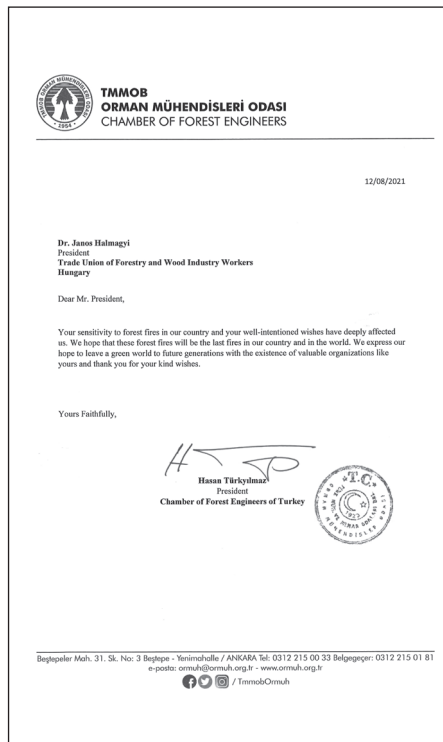 TMMOB ORMAN MÜHENDİSLERİ ODASI
1954
TMMOB
ORMAN MÜHENDİSLERİ ODASI
CHAMBER OF FOREST ENGINEERS
12/08/2021
Dr. Janos Halmagyi
President
Trade Union of Forestry and Wood Industry Workers
Hungary
Dear Mr. President,
Your sensitivity to forest fires in our country and your well-intentioned wishes have deeply affected
us. We hope that these forest fires will be the last fires in our country and in the world. We express our
hope to leave a green world to future generations with the existence of valuable organizations like
yours and thank you for your kind wishes.
Yours Faithfully,
Hasan Türkyılmaz
President
Chamber of Forest Engineers of Turkey
T.C.
Beştepeler Mah. 31. Sk. No: 3 Beştepe - Yenimahalle / ANKARA Tel: 0312 215 00 33 Belgegeçer: 0312 215 01 81
e-posta: ormuh@ormuh.org.tr - www.ormuh.org.tr
/ TmmobOrmuh